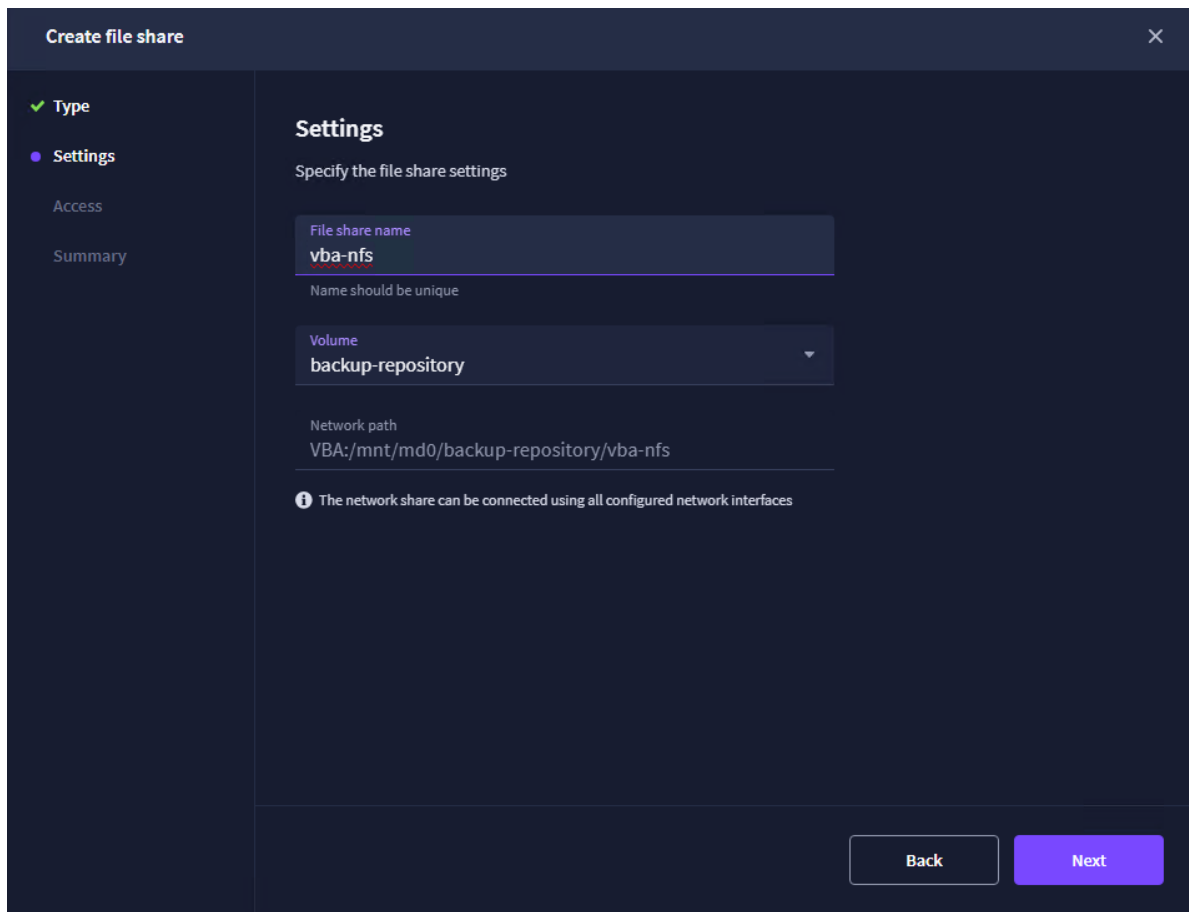 Create file share
Type
Settings
Access
Summary
Settings
Specify the file share settings
File share name
vba-nfs
Name should be unique
Volume
backup-repository
Network path
VBA:/mnt/md0/backup-repository/vba-nfs
The network share can be connected using all configured network interfaces
Back
Next